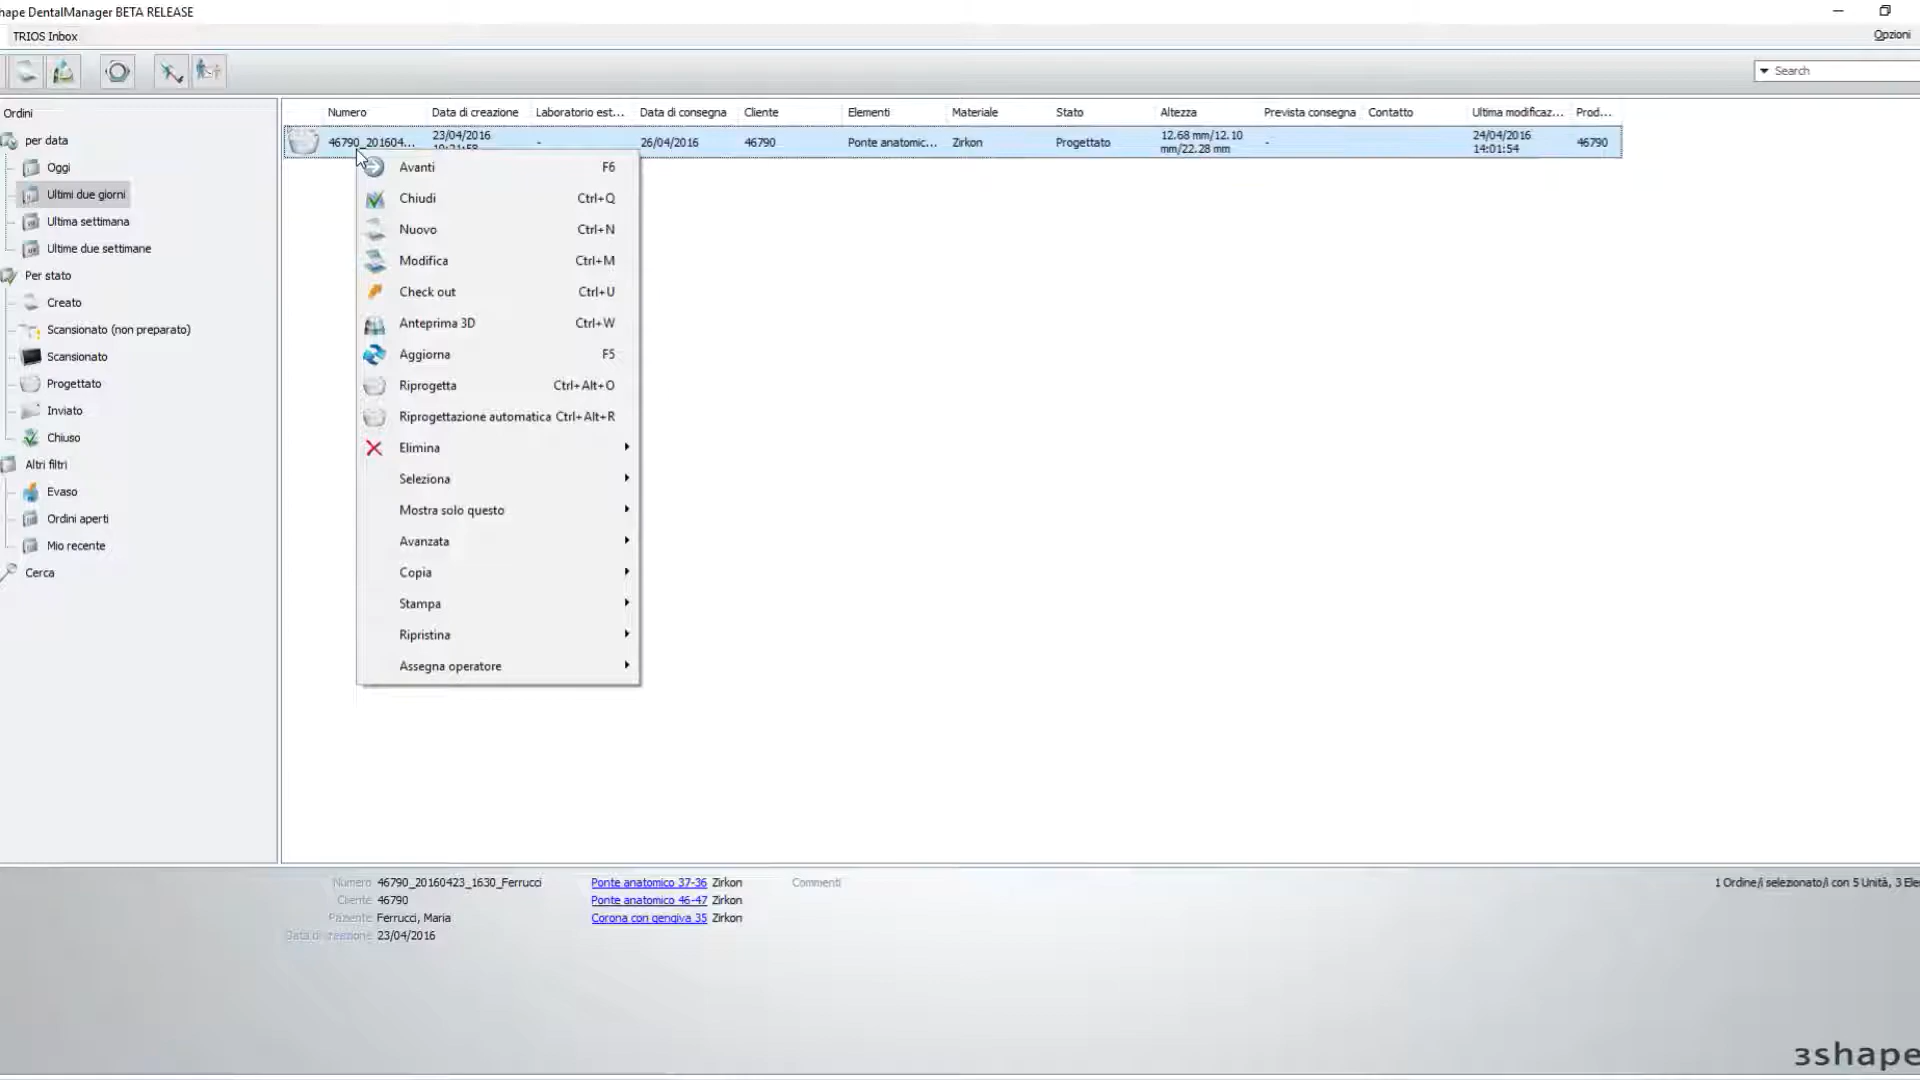 hape DentalManager BETA RELEASE
TRIOS Inbox
Opzioni
Search
Ordini
per data
Oggi
Ultimi due giorni
Ultima settimana
Ultime due settimane
Per stato
Creato
Scansionato (non preparato)
Scansionato
Progettato
Inviato
Chiuso
Altri filtri
Evaso
Ordini aperti
Mio recente
Cerca
Numero Data di creazione Laboratorio est... Data di consegna Cliente Elementi Materiale Stato Altezza Prevista consegna Contatto Ultima modificaz... Prod...
46790_201604... 23/04/2016 - 26/04/2016 46790 Ponte anatomic... Zirkon Progettato 12.68 mm/12.10 - 24/04/2016 46790
mm/22.28 mm 14:01:54
Avanti F6
Chiudi Ctrl+Q
Nuovo Ctrl+N
Modifica Ctrl+M
Check out Ctrl+U
Anteprima 3D Ctrl+W
Aggiorna F5
Riprogetta Ctrl+Alt+O
Riprogettazione automatica Ctrl+Alt+R
Elimina
Seleziona
Mostra solo questo
Avanzata
Copia
Stampa
Ripristina
Assegna operatore
Numero 46790_20160423_1630_Ferrucci
Cliente 46790
Paziente Ferrucci, Maria
Data di creazione 23/04/2016
Ponte anatomico 37-36 Zirkon
Ponte anatomico 46-47 Zirkon
Corona con gengiva 35 Zirkon
Commenti
1 Ordine/i selezionato/i con 5 Unità, 3 Ele
3shape